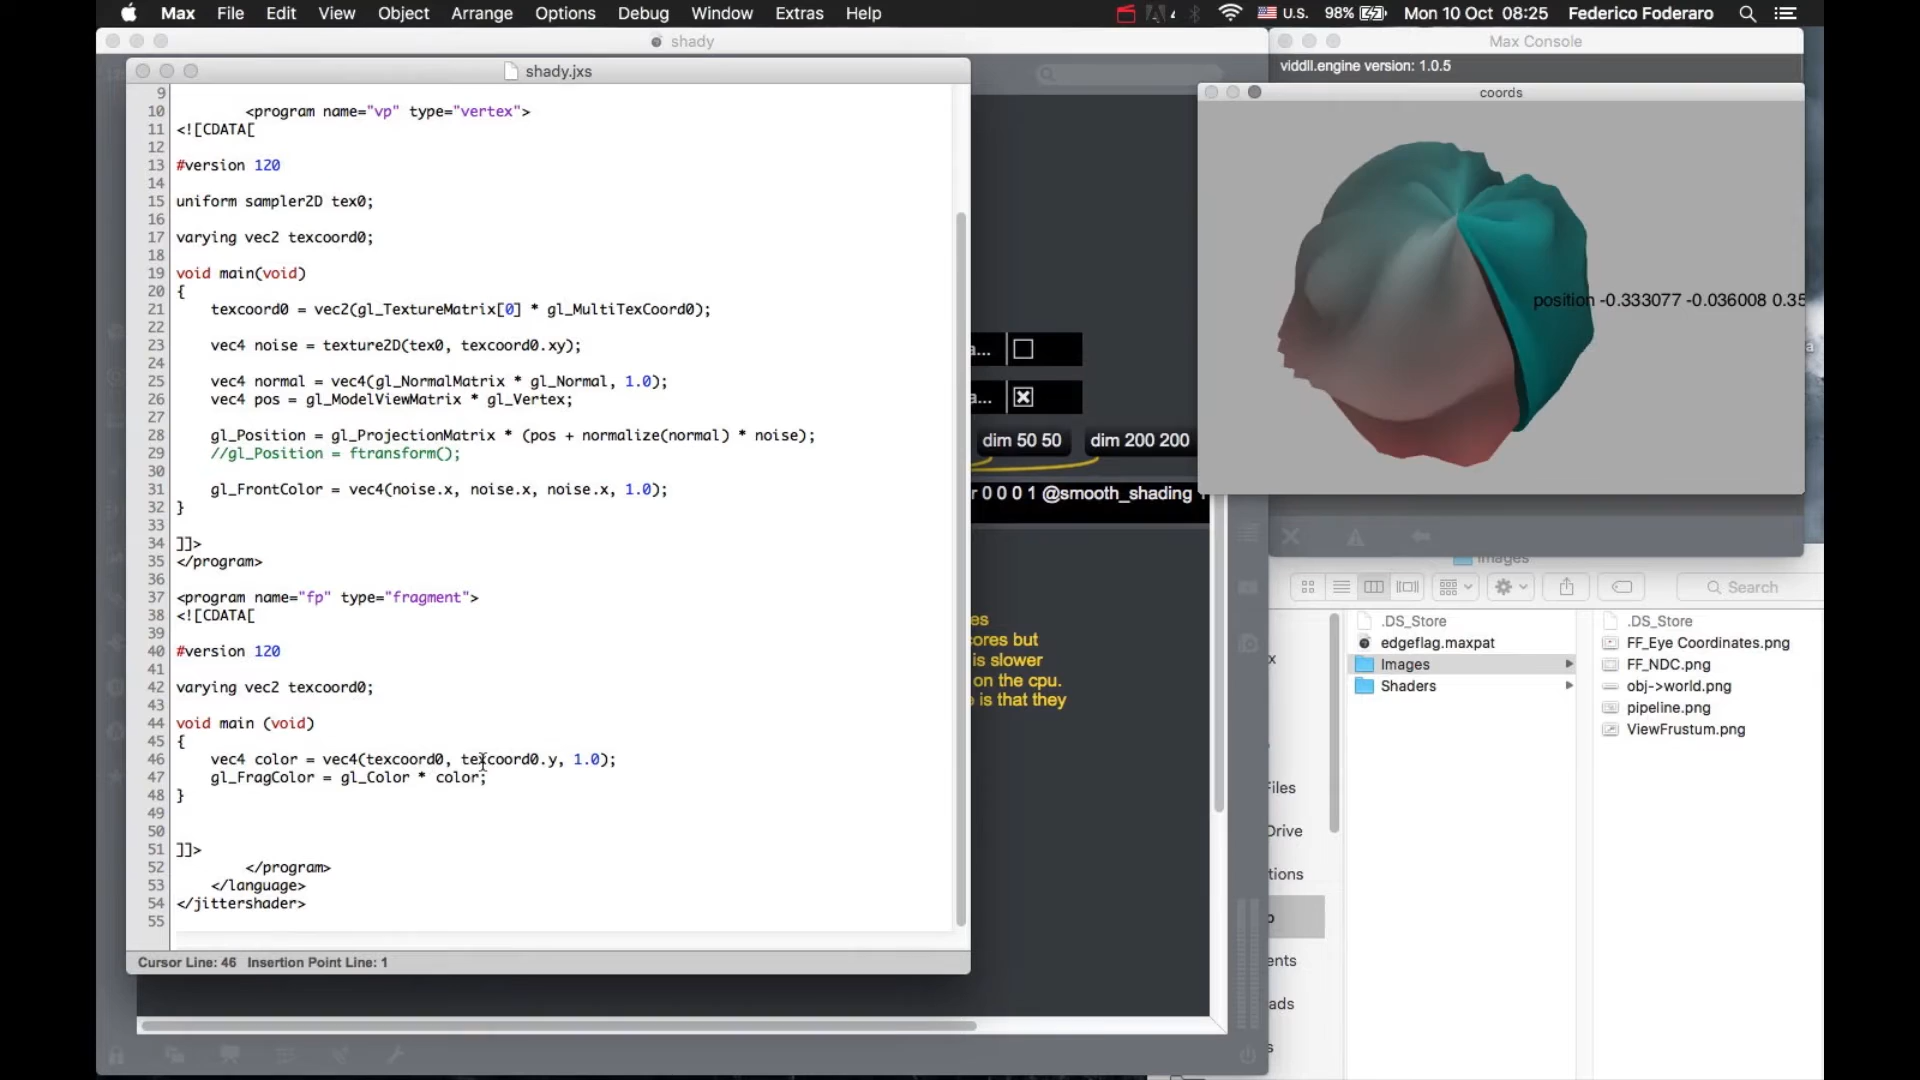 Max File Edit View Object Arrange Options Debug Window Extras Help
U.S. 98% Mon 10 Oct 08:25 Federico Foderaro
shady
Max Console
viddll.engine version: 1.0.5
shady.jxs
coords
9
10 <program name="vp" type="vertex">
11 <![CDATA[
12
13 #version 120
14
15 uniform sampler2D tex0;
16
17 varying vec2 texcoord0;
18
19 void main(void)
20 {
21 texcoord0 = vec2(gl_TextureMatrix[0] * gl_MultiTexCoord0);
22
23 vec4 noise = texture2D(tex0, texcoord0.xy);
24
25 vec4 normal = vec4(gl_NormalMatrix * gl_Normal, 1.0);
26 vec4 pos = gl_ModelViewMatrix * gl_Vertex;
27
28 gl_Position = gl_ProjectionMatrix * (pos + normalize(normal) * noise);
29 //gl_Position = ftransform();
30
31 gl_FrontColor = vec4(noise.x, noise.x, noise.x, 1.0);
32 }
33
34 ]]>
35 </program>
36
37 <program name="fp" type="fragment">
38 <![CDATA[
39
40 #version 120
41
42 varying vec2 texcoord0;
43
44 void main (void)
45 {
46 vec4 color = vec4(texcoord0, texcoord0.y, 1.0);
47 gl_FragColor = gl_Color * color;
48 }
49
50
51 ]]>
52 </program>
53 </language>
54 </jittershader>
55
Cursor Line: 46 Insertion Point Line: 1
position -0.333077 -0.036008 0.35
a...
a...
dim 50 50
dim 200 200
r 0 0 0 1 @smooth_shading 1
es
cores but
is slower
on the cpu.
is that they
Images
Search
.DS_Store
edgeflag.maxpat
Images
Shaders
.DS_Store
FF_Eye Coordinates.png
FF_NDC.png
obj->world.png
pipeline.png
ViewFrustum.png
x
Files
Drive
tions
p
ents
ads
s